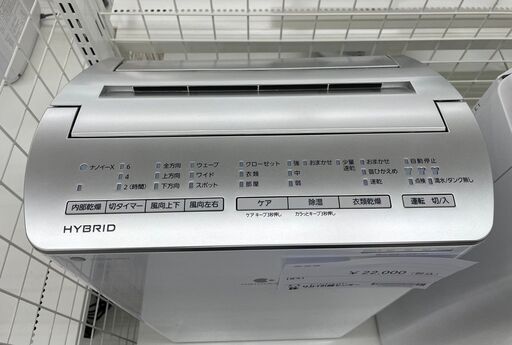 ナノイーX 6 全方向 ウェーブ クローゼット 強 おまかせ 少量速乾 おまかせ 自動停止
4 上方向 ワイド 衣類 中 音ひかえめ
2(時間) 下方向 スポット 部屋 弱 速乾 点検 満水/タンク無し
内部乾燥 切タイマー 風向上下 風向左右 ケア 除湿 衣類乾燥 運転 切/入
ケアキープ3秒押し カラッとキープ3秒押し
HYBRID
¥22,000(税込)